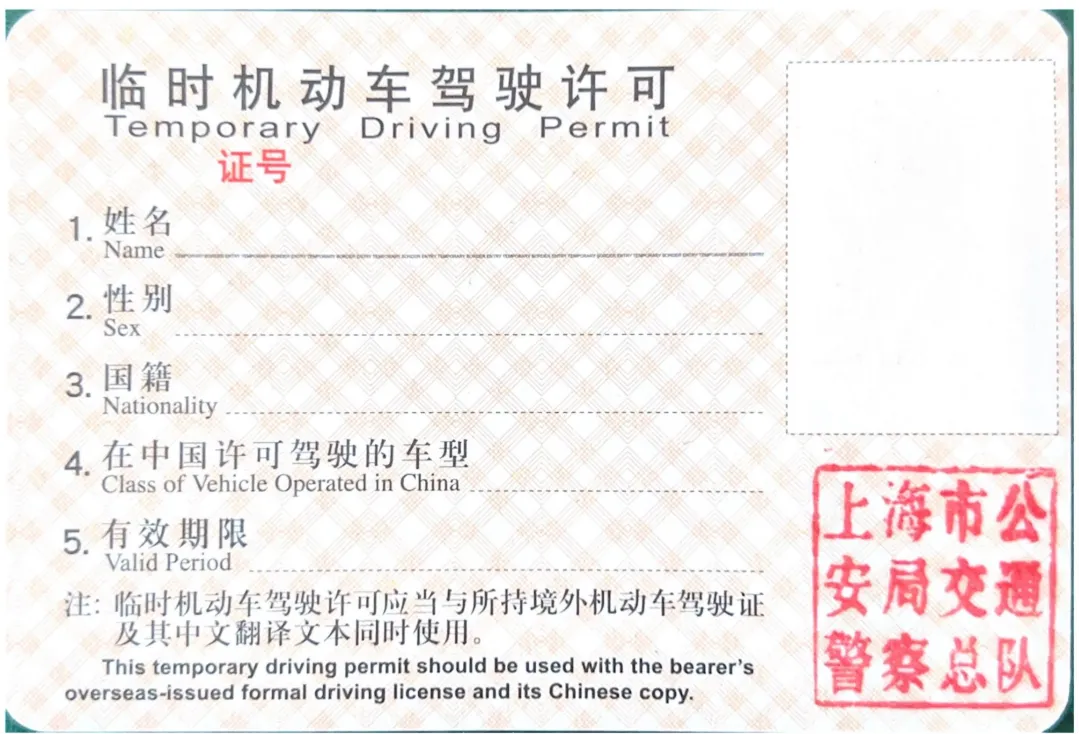 临时机动车驾驶许可
Temporary Driving Permit
证号
1. 姓名
Name
2. 性别
Sex
3. 国籍
Nationality
4. 在中国许可驾驶的车型
Class of Vehicle Operated in China
5. 有效期限
Valid Period
注: 临时机动车驾驶许可应当与所持境外机动车驾驶证
及其中文翻译文本同时使用。
This temporary driving permit should be used with the bearer's
overseas-issued formal driving license and its Chinese copy.
上海市公
安局交通
警察总队